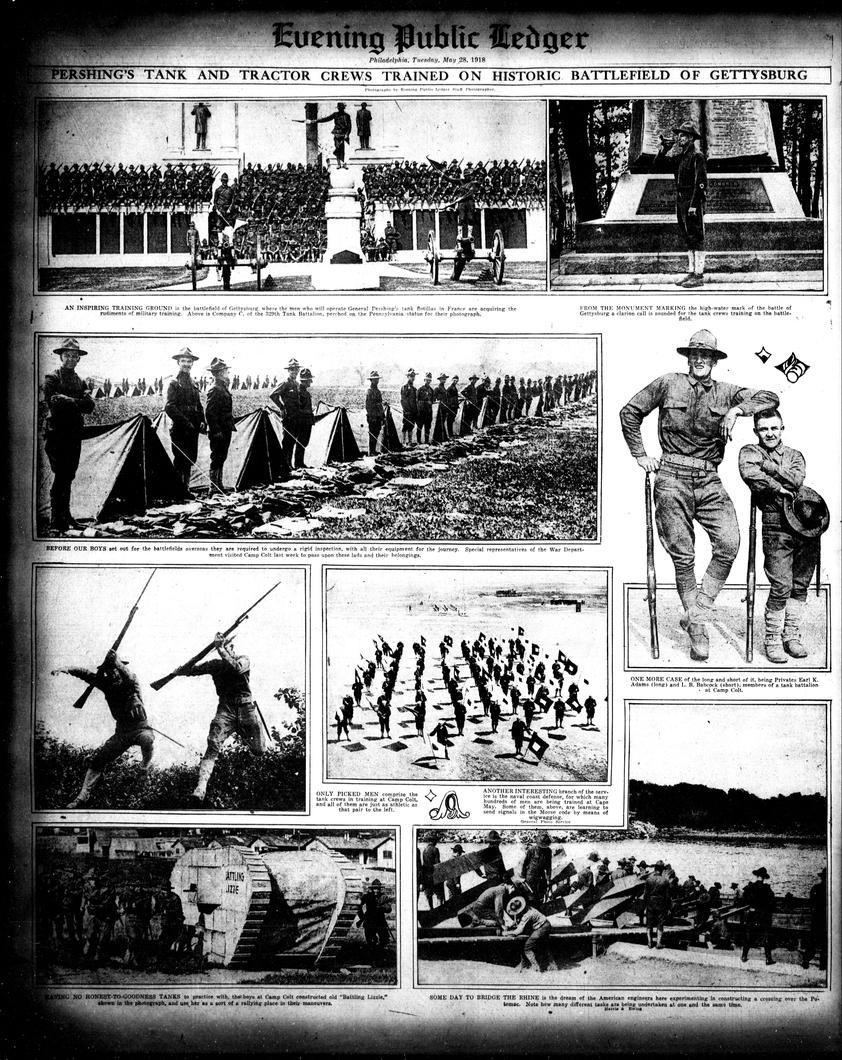 Evening Public Ledger
Philadelphia, Tuesday, May 28, 1918
PERSHING'S TANK AND TRACTOR CREWS TRAINED ON HISTORIC BATTLEFIELD OF GETTYSBURG
Photographs by Evening Public Ledger Staff Photographer.
AN INSPIRING TRAINING GROUND is the battlefield of Gettysburg, where the men who will operate General Pershing's tank flotillas in France are acquiring the
rudiments of military training. Above is Company C, of the 329th Tank Battalion, perched on the Pennsylvania statue for their photograph.
FROM THE MONUMENT MARKING the high-water mark of the battle of
Gettysburg a clarion call is sounded for the tank crews training on the battle-
field.
BEFORE OUR BOYS set out for the battlefields overseas they are required to undergo a rigid inspection, with all their equipment for the journey. Special representatives of the War Depart-
ment visited Camp Colt last week to pass upon these lads and their belongings.
ONE MORE CASE of the long and short of it, being Privates Earl K.
Adams (long) and L. B. Babcock (short), members of a tank battalion
at Camp Colt.
ONLY PICKED MEN comprise the
tank crews in training at Camp Colt,
and all of them are just as athletic as
that pair to the left.
ANOTHER INTERESTING branch of the serv-
ice is the naval coast defense, for which many
hundreds of men are being trained at Cape
May. Some of them, above, are learning to
send signals in the Morse code by means of
wigwagging.
General Photo Service
BATTLING
LIZZIE
HAVING NO HONEST-TO-GOODNESS TANKS to practice with, the boys at Camp Colt constructed old "Battling Lizzie,"
shown in the photograph, and use her as a sort of a rallying place in their maneuvers.
SOME DAY TO BRIDGE THE RHINE is the dream of the American engineers here experimenting in constructing a crossing over the Po-
tomac. Note how many different tasks are being undertaken at one and the same time.
Harris & Ewing